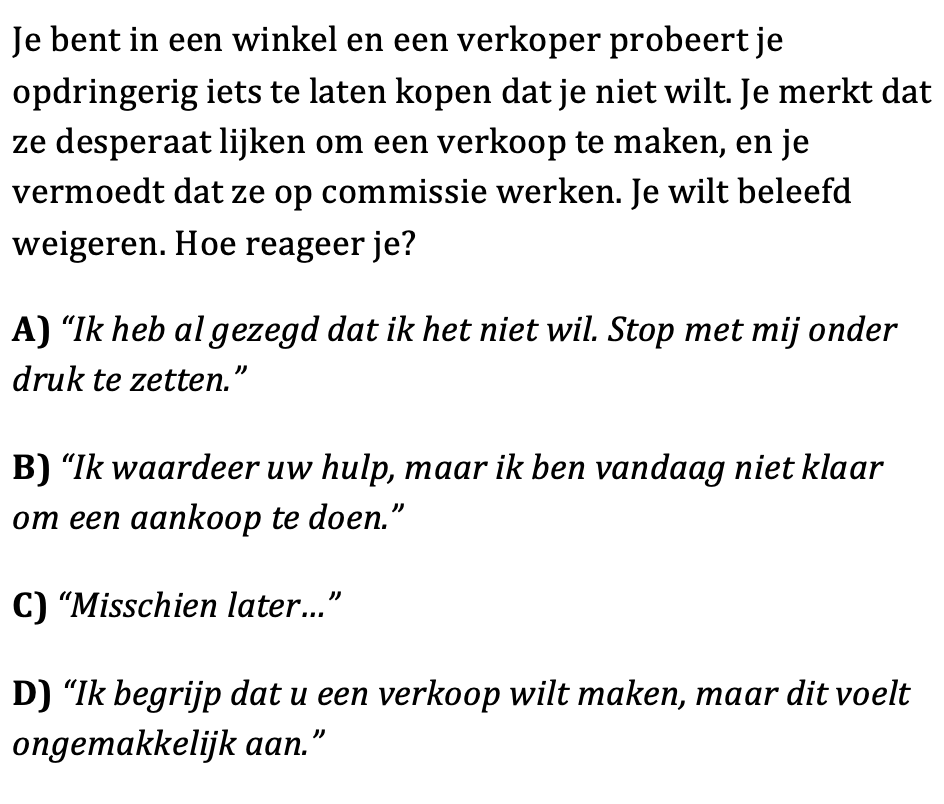 Je bent in een winkel en een verkoper probeert je
opdringerig iets te laten kopen dat je niet wilt. Je merkt dat
ze desperaat lijken om een verkoop te maken, en je
vermoedt dat ze op commissie werken. Je wilt beleefd
weigeren. Hoe reageer je?
A) “Ik heb al gezegd dat ik het niet wil. Stop met mij onder
druk te zetten.”
B) “Ik waardeer uw hulp, maar ik ben vandaag niet klaar
om een aankoop te doen.”
C) “Misschien later…”
D) “Ik begrijp dat u een verkoop wilt maken, maar dit voelt
ongemakkelijk aan.”